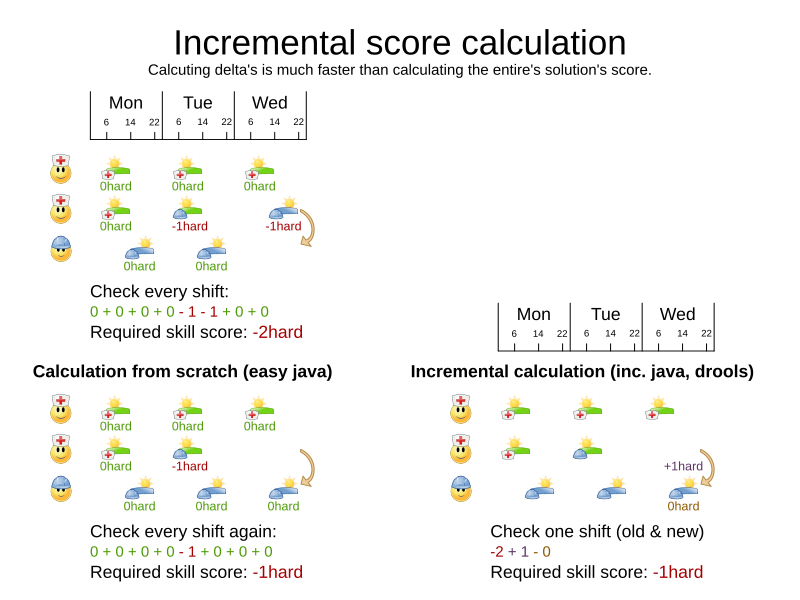 Incremental score calculation
Calcuting delta's is much faster than calculating the entire's solution's score.
Mon Tue Wed
6 14 22 6 14 22 6 14 22
0hard 0hard 0hard
0hard -1hard -1hard
0hard 0hard
Check every shift:
0 + 0 + 0 + 0 - 1 - 1 + 0 + 0
Required skill score: -2hard
Calculation from scratch (easy java)
0hard 0hard 0hard
0hard -1hard
0hard 0hard 0hard
Check every shift again:
0 + 0 + 0 + 0 - 1 + 0 + 0 + 0
Required skill score: -1hard
Mon Tue Wed
6 14 22 6 14 22 6 14 22
Incremental calculation (inc. java, drools)
+1hard
0hard
Check one shift (old & new)
-2 + 1 - 0
Required skill score: -1hard